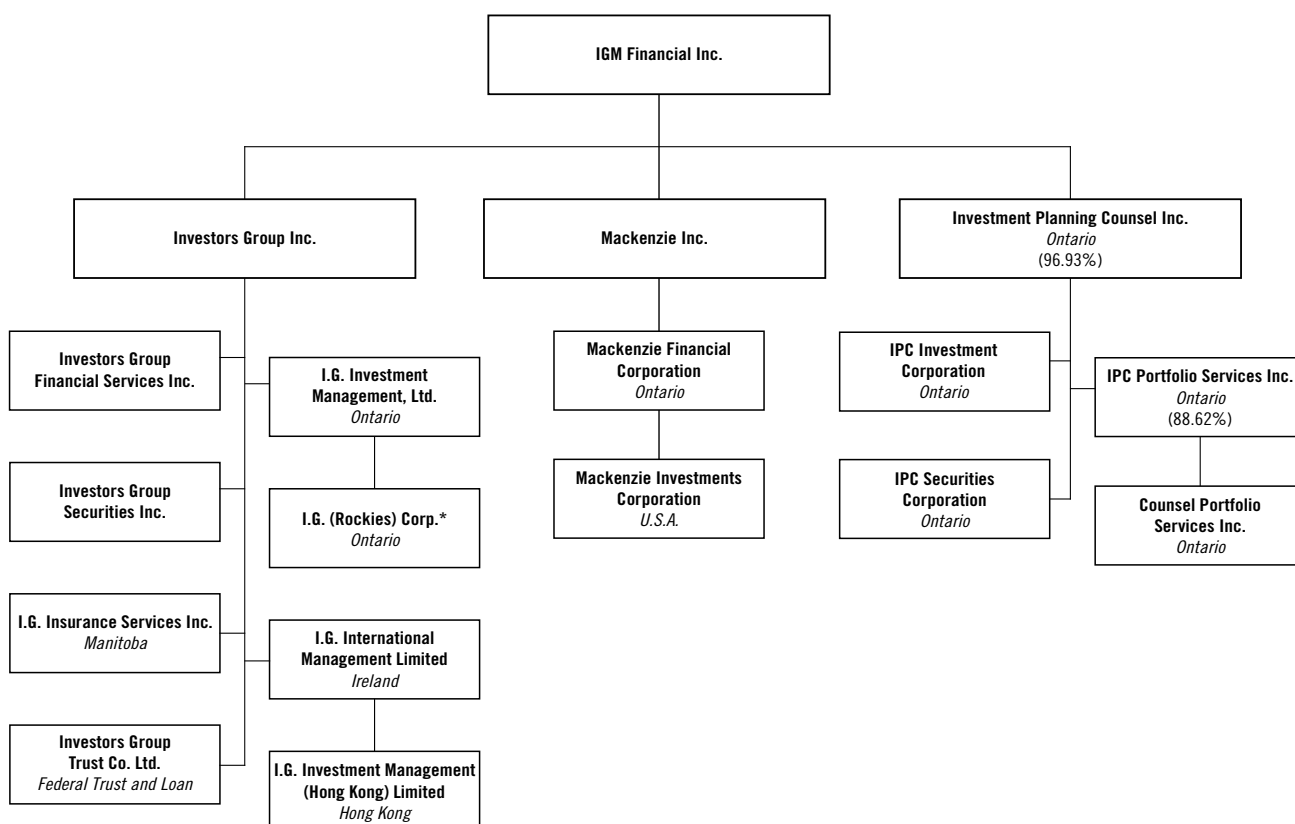 IGM Financial Inc.
Investors Group Inc.
Mackenzie Inc.
Investment Planning Counsel Inc.
Ontario
(96.93%)
Investors Group
Financial Services Inc.
I.G. Investment
Management, Ltd.
Ontario
Mackenzie Financial
Corporation
Ontario
IPC Investment
Corporation
Ontario
IPC Portfolio Services Inc.
Ontario
(88.62%)
Investors Group
Securities Inc.
I.G. (Rockies) Corp.*
Ontario
Mackenzie Investments
Corporation
U.S.A.
IPC Securities
Corporation
Ontario
Counsel Portfolio
Services Inc.
Ontario
I.G. Insurance Services Inc.
Manitoba
I.G. International
Management Limited
Ireland
Investors Group
Trust Co. Ltd.
Federal Trust and Loan
I.G. Investment Management
(Hong Kong) Limited
Hong Kong